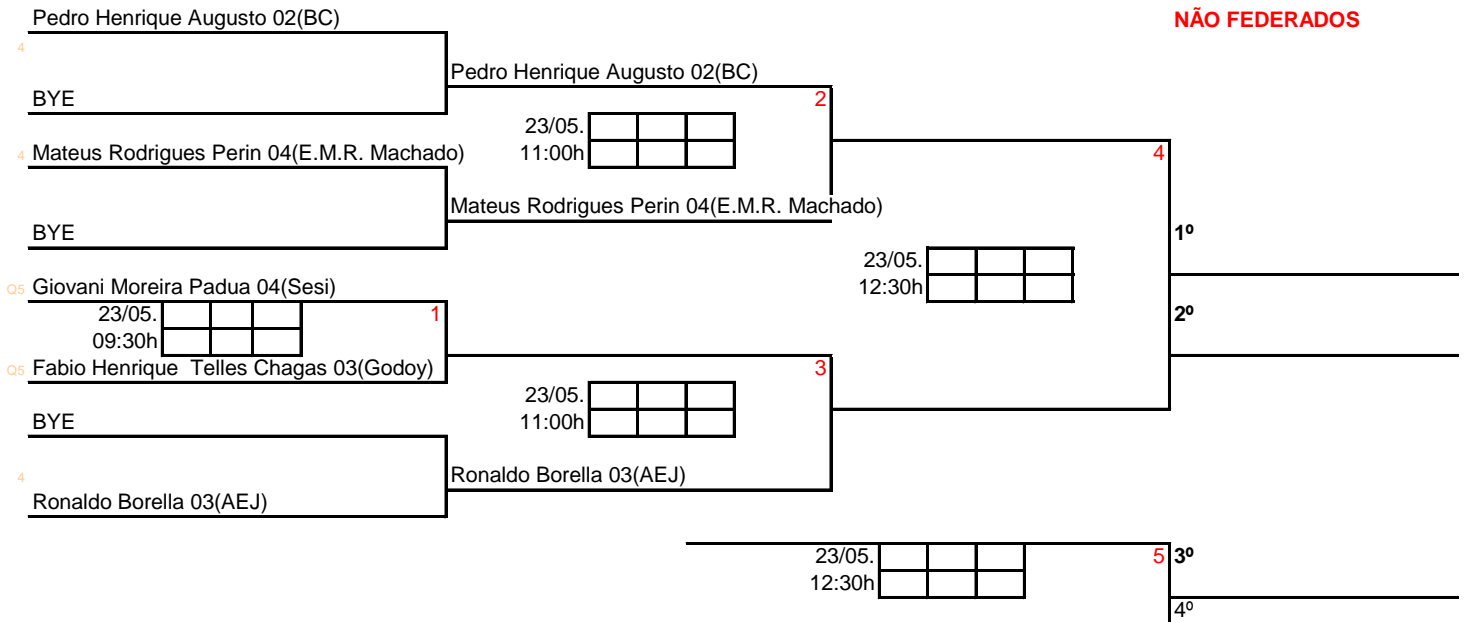 Pedro Henrique Augusto 02(BC)
NÃO FEDERADOS
4
Pedro Henrique Augusto 02(BC)
BYE
2
23/05.
11:00h
4 Mateus Rodrigues Perin 04(E.M.R. Machado)
4
Mateus Rodrigues Perin 04(E.M.R. Machado)
BYE
1º
23/05.
12:30h
Q5 Giovani Moreira Padua 04(Sesi)
23/05.
09:30h
1
2º
Q5 Fabio Henrique  Telles Chagas 03(Godoy)
3
23/05.
11:00h
BYE
4
Ronaldo Borella 03(AEJ)
Ronaldo Borella 03(AEJ)
23/05.
12:30h
5 3º
4º